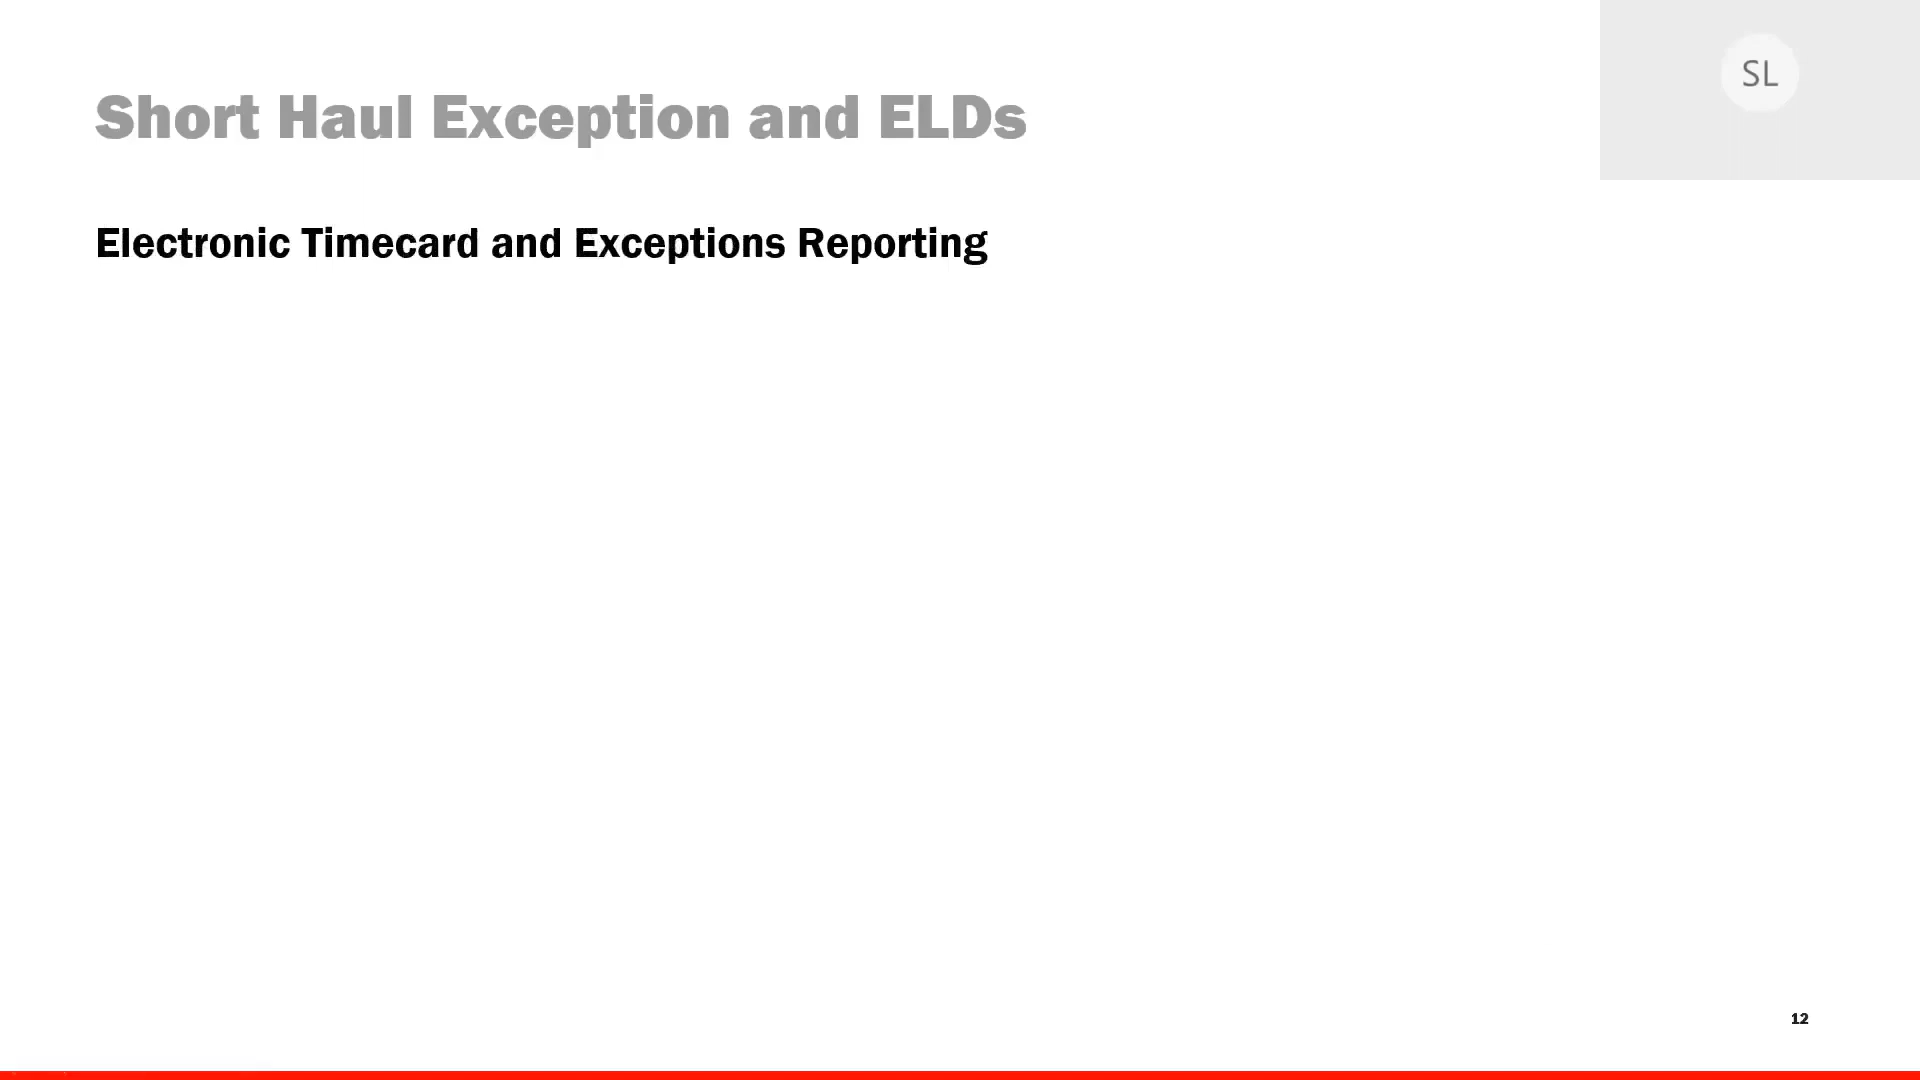 SL
Short Haul Exception and ELDs
Electronic Timecard and Exceptions Reporting
12